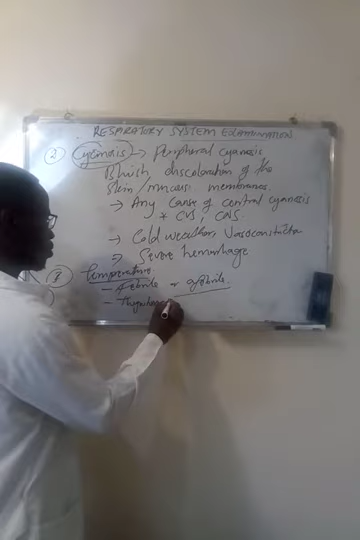 RESPIRATORY SYSTEM EXAMINATION
② Cyanosis → Peripheral cyanosis
Bluish discoloration of the
skin/mucous membranes.
→ Any cause of central cyanosis
* CVS, CNS.
→ Cold weather, Vasoconstriction
→ Severe hemorrhage
⑧ Temperature
- Febrile or afebrile.